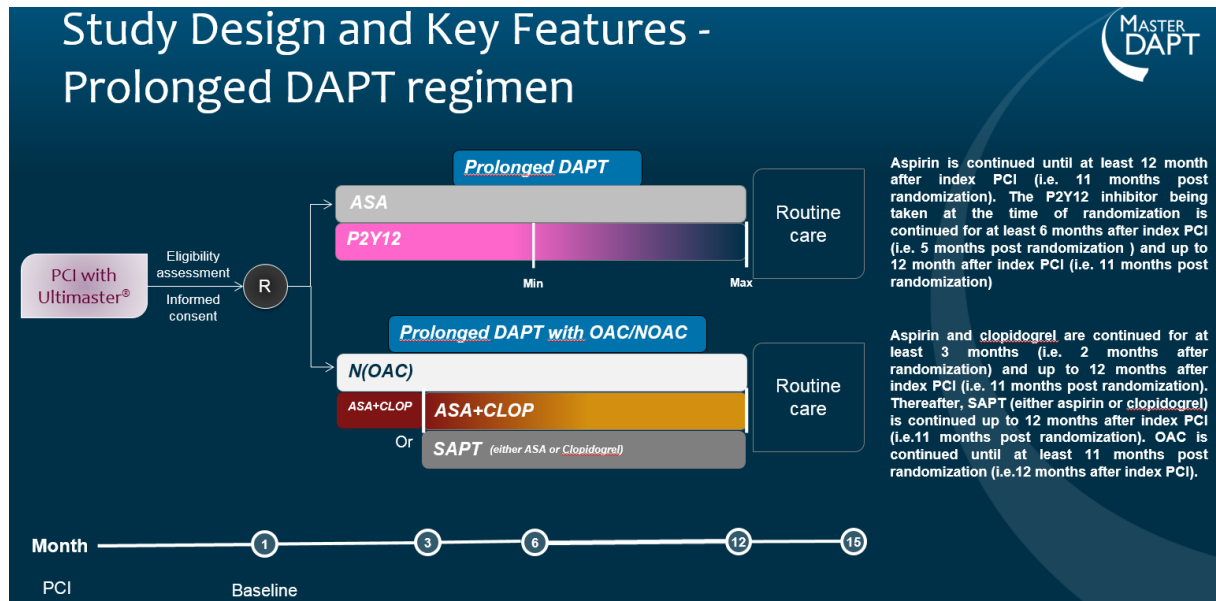 Study Design and Key Features -
Prolonged DAPT regimen
MASTER
DAPT
Prolonged DAPT
ASA
P2Y12
Min
Max
Routine
care
Aspirin is continued until at least 12 month
after index PCI (i.e. 11 months post
randomization). The P2Y12 inhibitor being
taken at the time of randomization is
continued for at least 6 months after index PCI
(i.e. 5 months post randomization ) and up to
12 month after index PCI (i.e. 11 months post
randomization)
PCI with
Ultimaster®
Eligibility
assessment
Informed
consent
R
Prolonged DAPT with OAC/NOAC
N(OAC)
ASA+CLOP
ASA+CLOP
Or
SAPT (either ASA or Clopidogrel)
Routine
care
Aspirin and clopidogrel are continued for at
least 3 months (i.e. 2 months after
randomization) and up to 12 months after
index PCI (i.e. 11 months post randomization).
Thereafter, SAPT (either aspirin or clopidogrel)
is continued up to 12 months after index PCI
(i.e.11 months post randomization). OAC is
continued until at least 11 months post
randomization (i.e.12 months after index PCI).
Month
1
3
6
12
15
PCI
Baseline